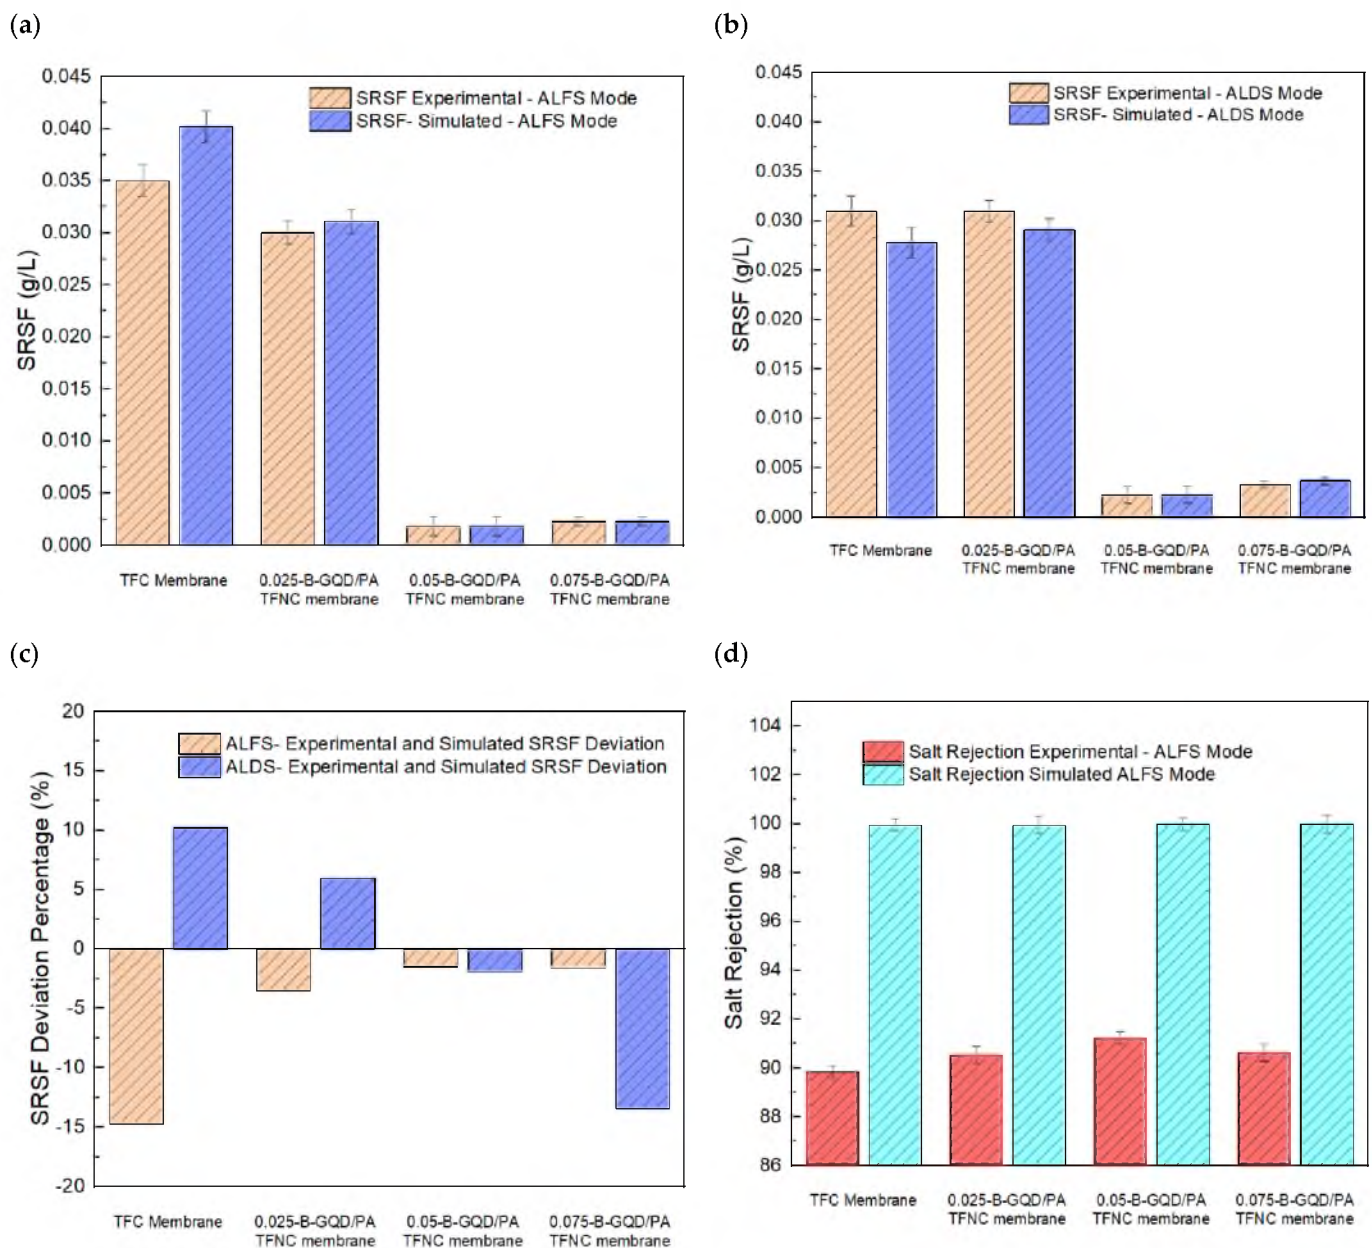 (a)
SRSF Experimental - ALFS Mode
SRSF- Simulated - ALFS Mode
SRSF (g/L)
0.045
0.040
0.035
0.030
0.025
0.020
0.015
0.010
0.005
0.000
TFC Membrane
0.025-B-GQD/PA
TFNC membrane
0.05-B-GQD/PA
TFNC membrane
0.075-B-GQD/PA
TFNC membrane
(b)
SRSF Experimental - ALDS Mode
SRSF- Simulated - ALDS Mode
SRSF (g/L)
0.045
0.040
0.035
0.030
0.025
0.020
0.015
0.010
0.005
0.000
TFC Membrane
0.025-B-GQD/PA
TFNC membrane
0.05-B-GQD/PA
TFNC membrane
0.075-B-GQD/PA
TFNC membrane
(c)
ALFS- Experimental and Simulated SRSF Deviation
ALDS- Experimental and Simulated SRSF Deviation
SRSF Deviation Percentage (%)
20
15
10
5
0
-5
-10
-15
-20
TFC Membrane
0.025-B-GQD/PA
TFNC membrane
0.05-B-GQD/PA
TFNC membrane
0.075-B-GQD/PA
TFNC membrane
(d)
Salt Rejection Experimental - ALFS Mode
Salt Rejection Simulated ALFS Mode
Salt Rejection (%)
104
102
100
98
96
94
92
90
88
86
TFC Membrane
0.025-B-GQD/PA
TFNC membrane
0.05-B-GQD/PA
TFNC membrane
0.075-B-GQD/PA
TFNC membrane